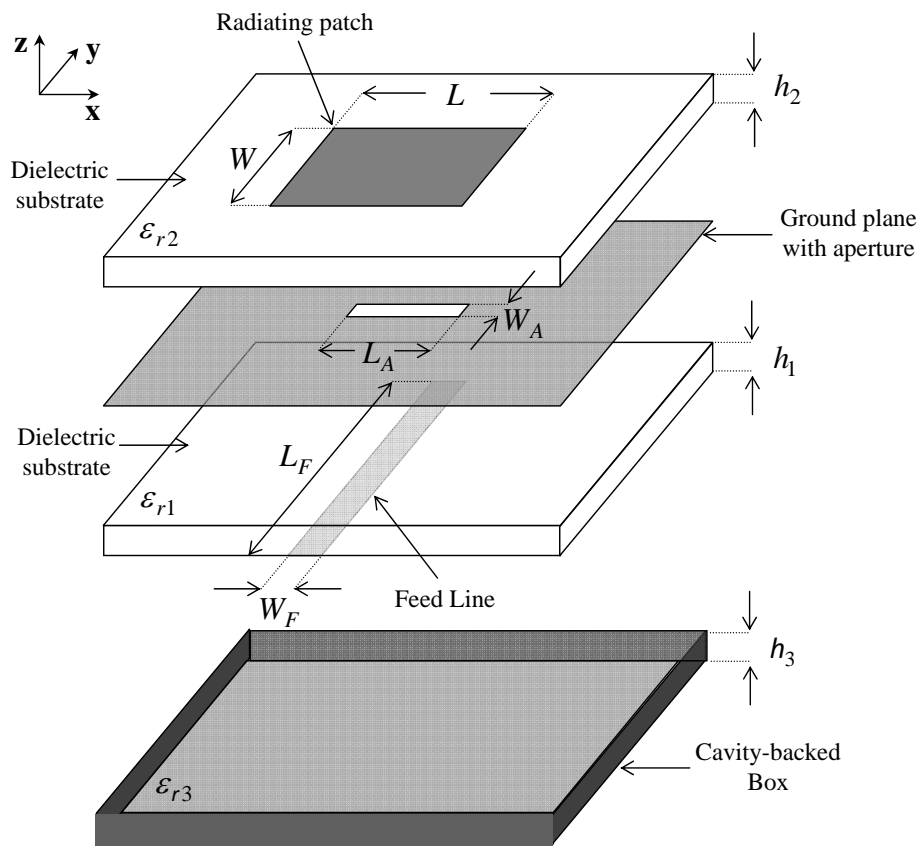 Radiating patch
z
y
x
L
h2
W
Dielectric
substrate
εr2
Ground plane
with aperture
WA
LA
h1
Dielectric
substrate
LF
εr1
WF
Feed Line
h3
Cavity-backed
Box
εr3